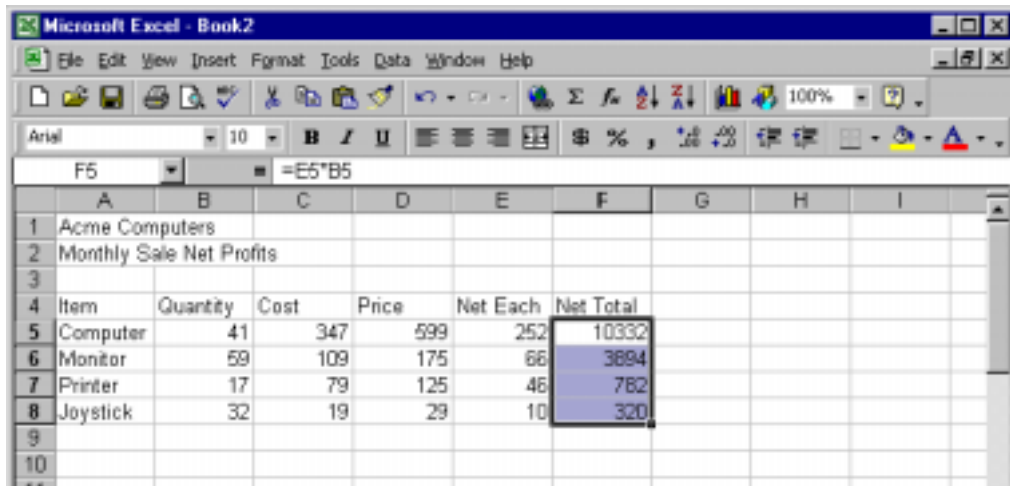 Microsoft Excel - Book2
File Edit View Insert Format Tools Data Window Help
100%
Arial 10 B I U $ % ,
F5 = =E5*B5
A B C D E F G H I
1 Acme Computers
2 Monthly Sale Net Profits
3
4 Item Quantity Cost Price Net Each Net Total
5 Computer 41 347 599 252 10332
6 Monitor 59 109 175 66 3894
7 Printer 17 79 125 46 782
8 Joystick 32 19 29 10 320
9
10